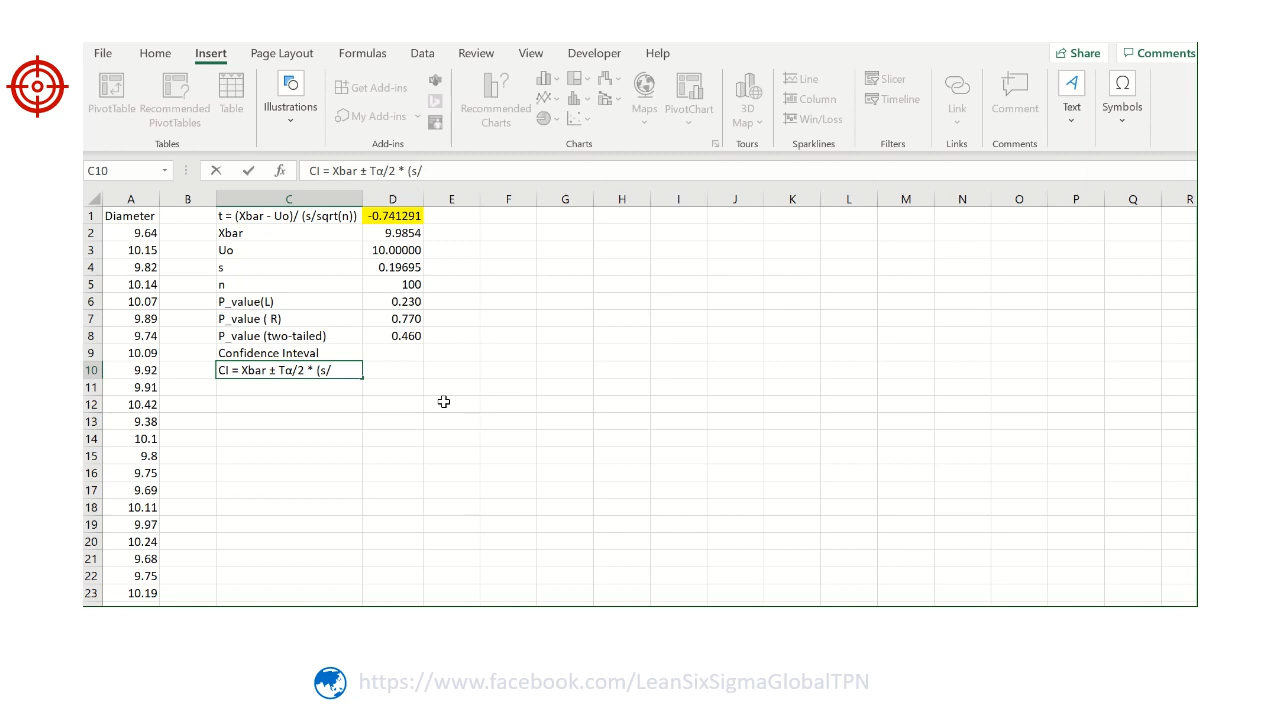 File Home Insert Page Layout Formulas Data Review View Developer Help Share Comments
PivotTable Recommended PivotTables Table Illustrations Get Add-ins My Add-ins Recommended Charts Maps PivotChart 3D Map Line Column Win/Loss Slicer Timeline Link Comment Text Symbols
Tables Add-ins Charts Tours Sparklines Filters Links Comments
C10 fx CI = Xbar ± Tα/2 * (s/
A B C D E F G H I J K L M N O P Q R
1 Diameter t = (Xbar - Uo)/ (s/sqrt(n)) -0.741291
2 9.64 Xbar 9.9854
3 10.15 Uo 10.00000
4 9.82 s 0.19695
5 10.14 n 100
6 10.07 P_value(L) 0.230
7 9.89 P_value ( R) 0.770
8 9.74 P_value (two-tailed) 0.460
9 10.09 Confidence Inteval
10 9.92 CI = Xbar ± Tα/2 * (s/
11 9.91
12 10.42
13 9.38
14 10.1
15 9.8
16 9.75
17 9.69
18 10.11
19 9.97
20 10.24
21 9.68
22 9.75
23 10.19
https://www.facebook.com/LeanSixSigmaGlobalTPN